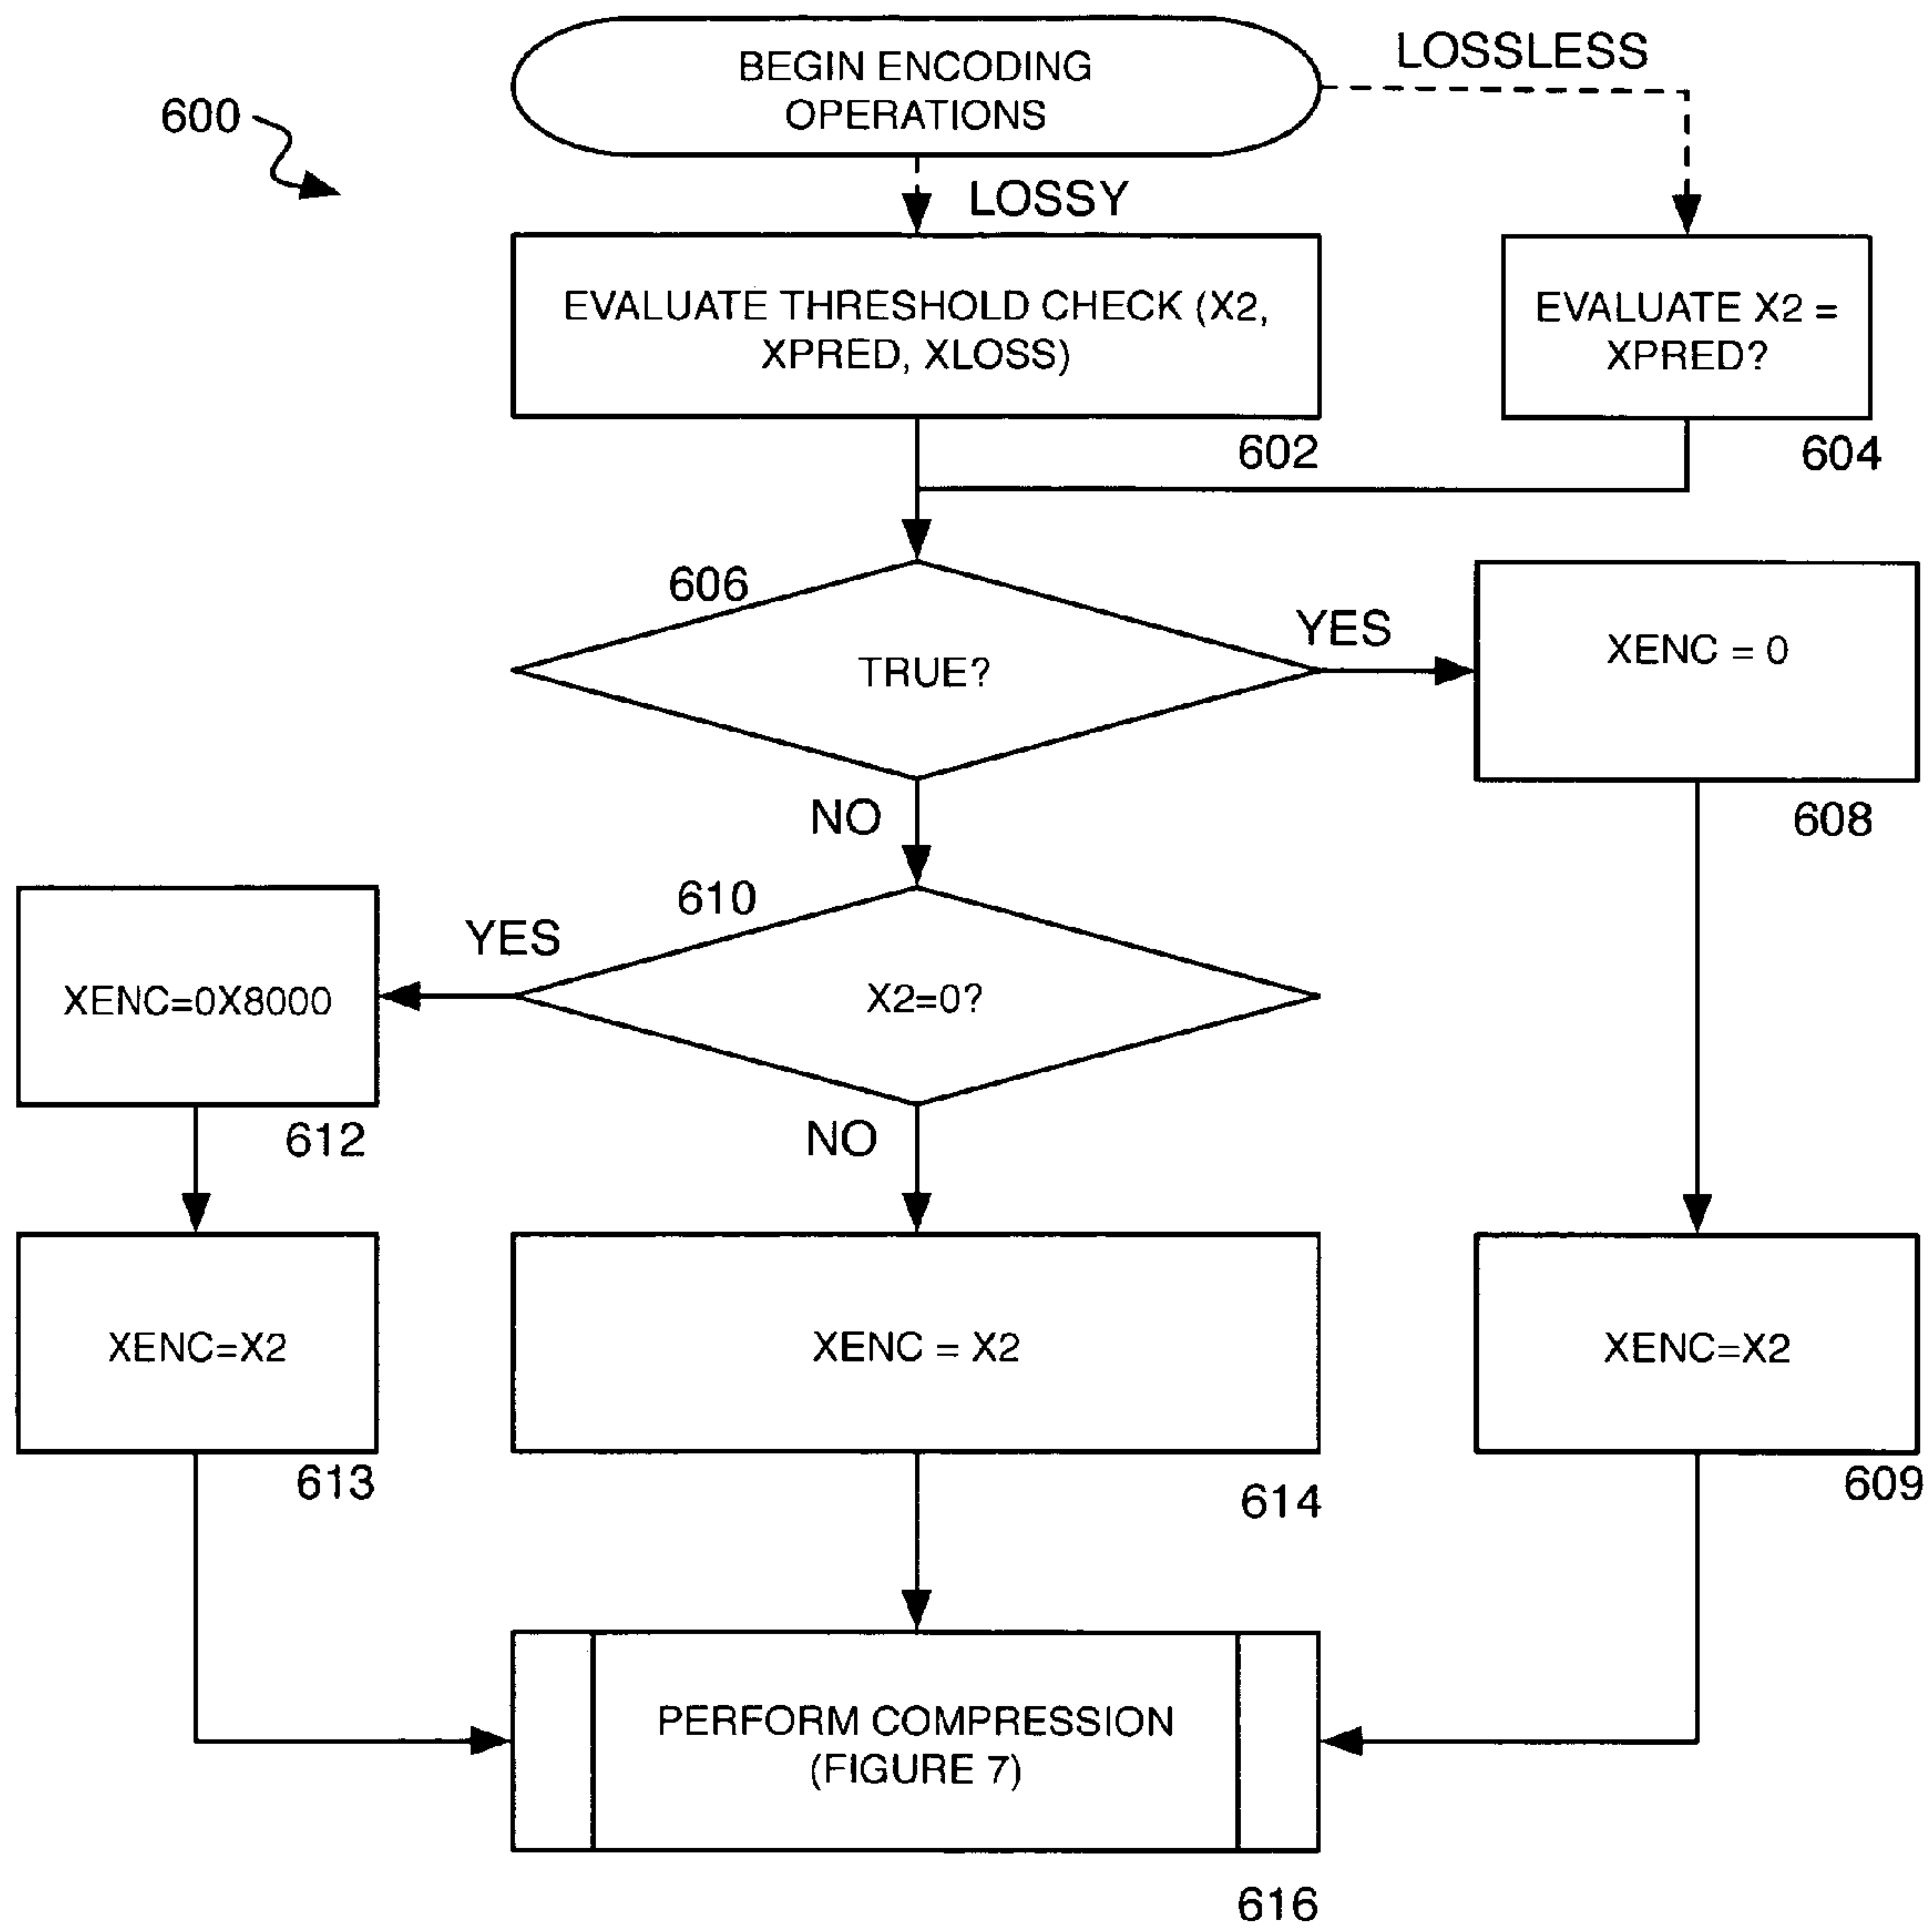 BEGIN ENCODING
OPERATIONS
LOSSLESS
600
LOSSY
EVALUATE THRESHOLD CHECK (X2,
XPRED, XLOSS)
EVALUATE X2 =
XPRED?
602
604
606
TRUE?
YES
XENC = 0
NO
608
610
YES
XENC=0X8000
X2=0?
612
NO
XENC=X2
XENC = X2
XENC=X2
613
614
609
PERFORM COMPRESSION
(FIGURE 7)
616